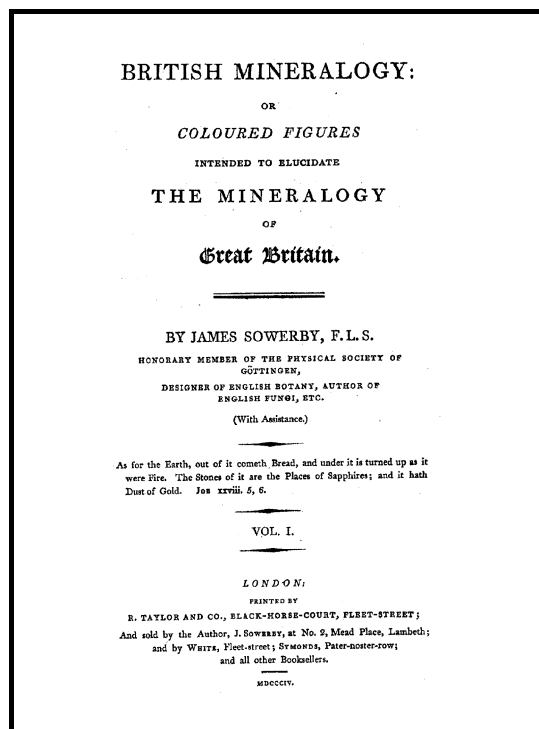 BRITISH MINERALOGY:
OR
COLOURED FIGURES
INTENDED TO ELUCIDATE
THE MINERALOGY
OF
Great Britain.
BY JAMES SOWERBY, F.L.S.
HONORARY MEMBER OF THE PHYSICAL SOCIETY OF
GÖTTINGEN,
DESIGNER OF ENGLISH BOTANY, AUTHOR OF
ENGLISH FUNGI, ETC.
(With Assistance.)
As for the Earth, out of it cometh Bread, and under it is turned up as it
were Fire. The Stones of it are the Places of Sapphires; and it hath
Dust of Gold. JOB xxviii. 5, 6.
VOL. I.
LONDON:
PRINTED BY
R. TAYLOR AND CO., BLACK-HORSE-COURT, FLEET-STREET;
And sold by the Author, J. SOWERBY, at No. 2, Mead Place, Lambeth;
and by WHITE, Fleet-street; SYMONDS, Pater-noster-row;
and all other Booksellers.
MDCCCIV.